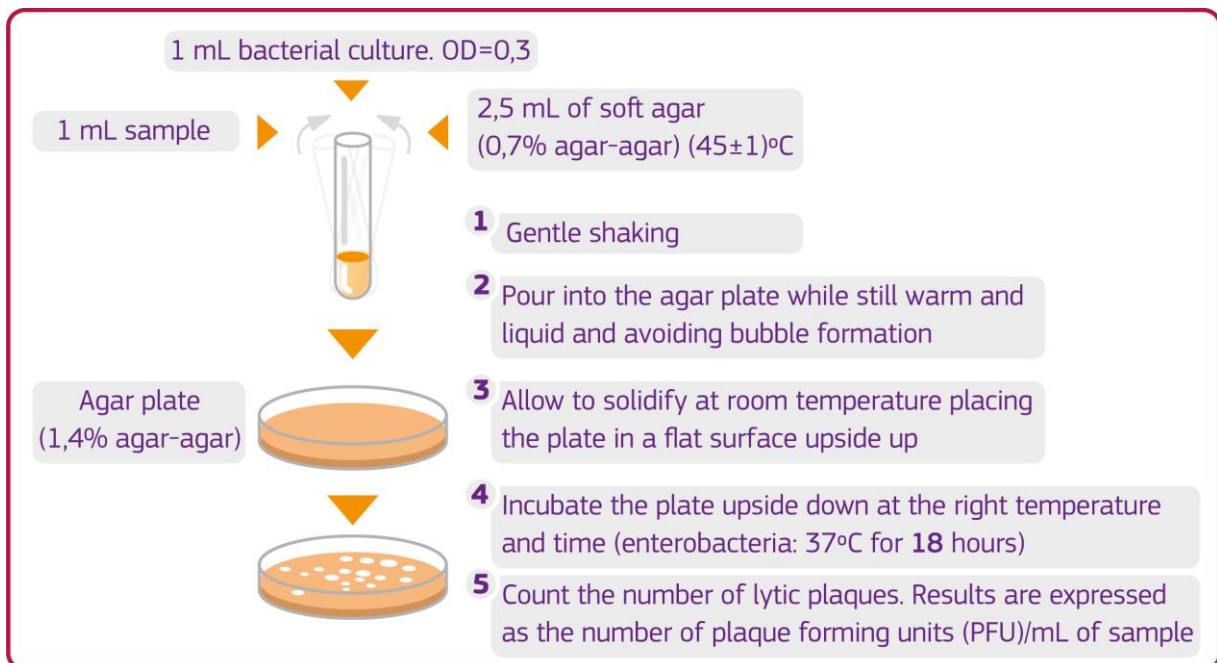 1 mL bacterial culture. OD=0,3
1 mL sample
2,5 mL of soft agar
(0,7% agar-agar) (45±1)ºC
1 Gentle shaking
2 Pour into the agar plate while still warm and
liquid and avoiding bubble formation
Agar plate
(1,4% agar-agar)
3 Allow to solidify at room temperature placing
the plate in a flat surface upside up
4 Incubate the plate upside down at the right temperature
and time (enterobacteria: 37ºC for 18 hours)
5 Count the number of lytic plaques. Results are expressed
as the number of plaque forming units (PFU)/mL of sample